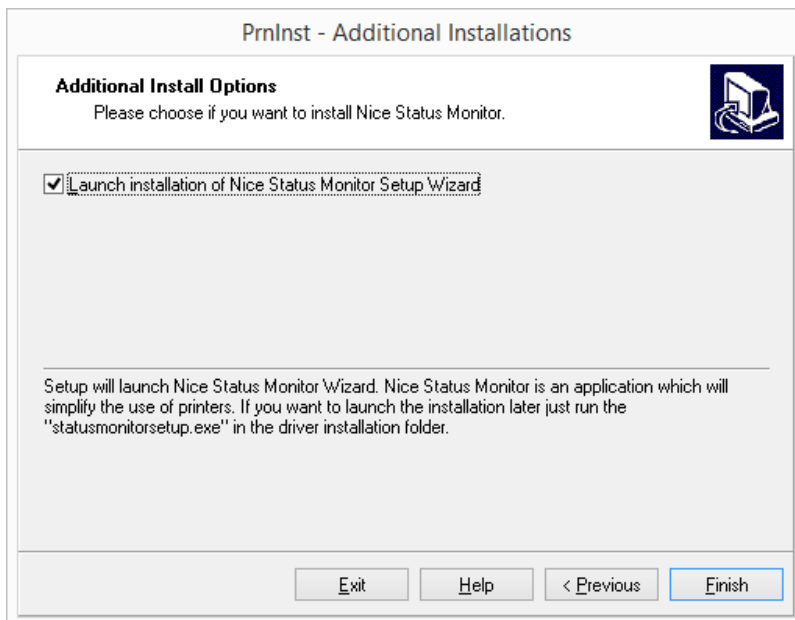 PrnInst - Additional Installations
Additional Install Options
Please choose if you want to install Nice Status Monitor.
Launch installation of Nice Status Monitor Setup Wizard
Setup will launch Nice Status Monitor Wizard. Nice Status Monitor is an application which will
simplify the use of printers. If you want to launch the installation later just run the
"statusmonitorsetup.exe" in the driver installation folder.
Exit
Help
< Previous
Finish